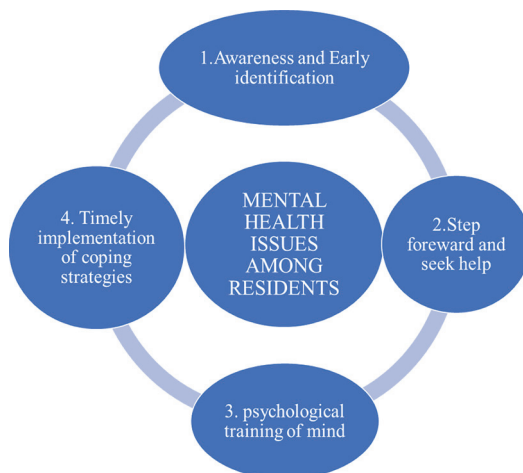 1.Awareness and Early
identification
MENTAL
HEALTH
ISSUES
AMONG
RESIDENTS
2.Step
foreward and
seek help
3. psychological
training of mind
4. Timely
implementation
of coping
strategies